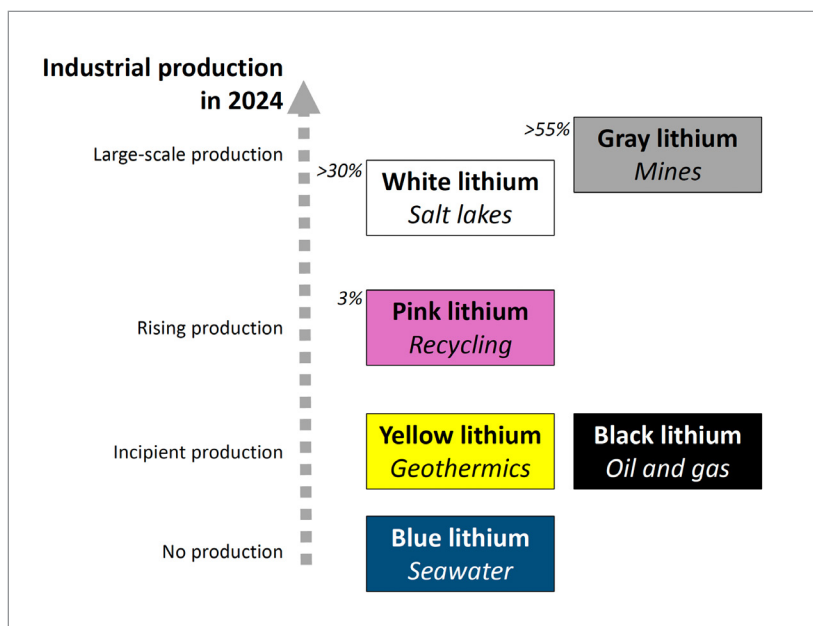 Industrial production
in 2024
>55%
Gray lithium
Mines
Large-scale production
>30%
White lithium
Salt lakes
3%
Pink lithium
Recycling
Rising production
Yellow lithium
Geothermics
Black lithium
Oil and gas
Incipient production
Blue lithium
Seawater
No production